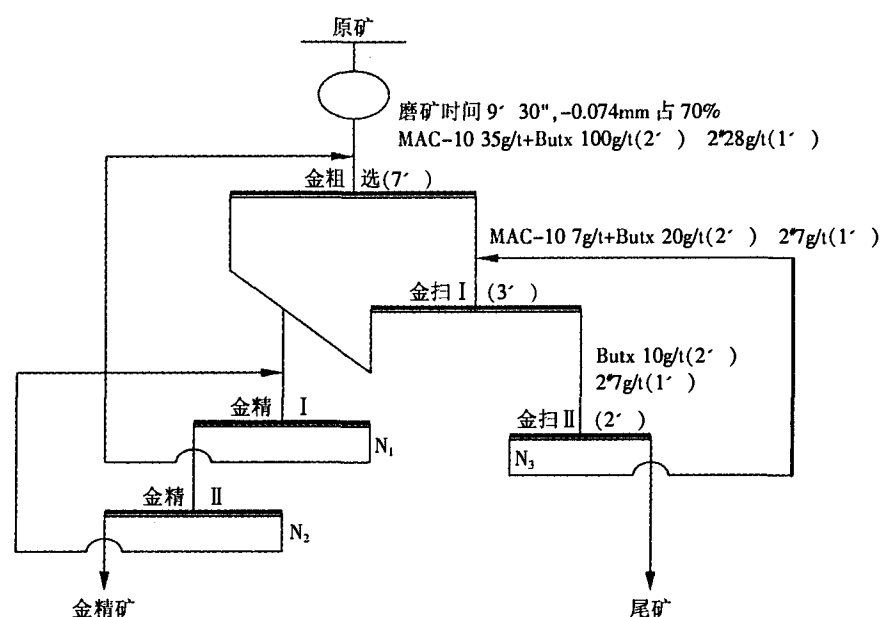 原矿
磨矿时间 9′ 30″,-0.074mm 占 70%
MAC-10 35g/t+Butx 100g/t(2′ ) 2#28g/t(1′ )
金粗 选(7′ )
MAC-10 7g/t+Butx 20g/t(2′ ) 2#7g/t(1′ )
金扫 Ⅰ (3′ )
Butx 10g/t(2′ )
2#7g/t(1′ )
金精 Ⅰ
金扫 Ⅱ (2′ )
N₁
N₃
金精 Ⅱ
N₂
金精矿
尾矿